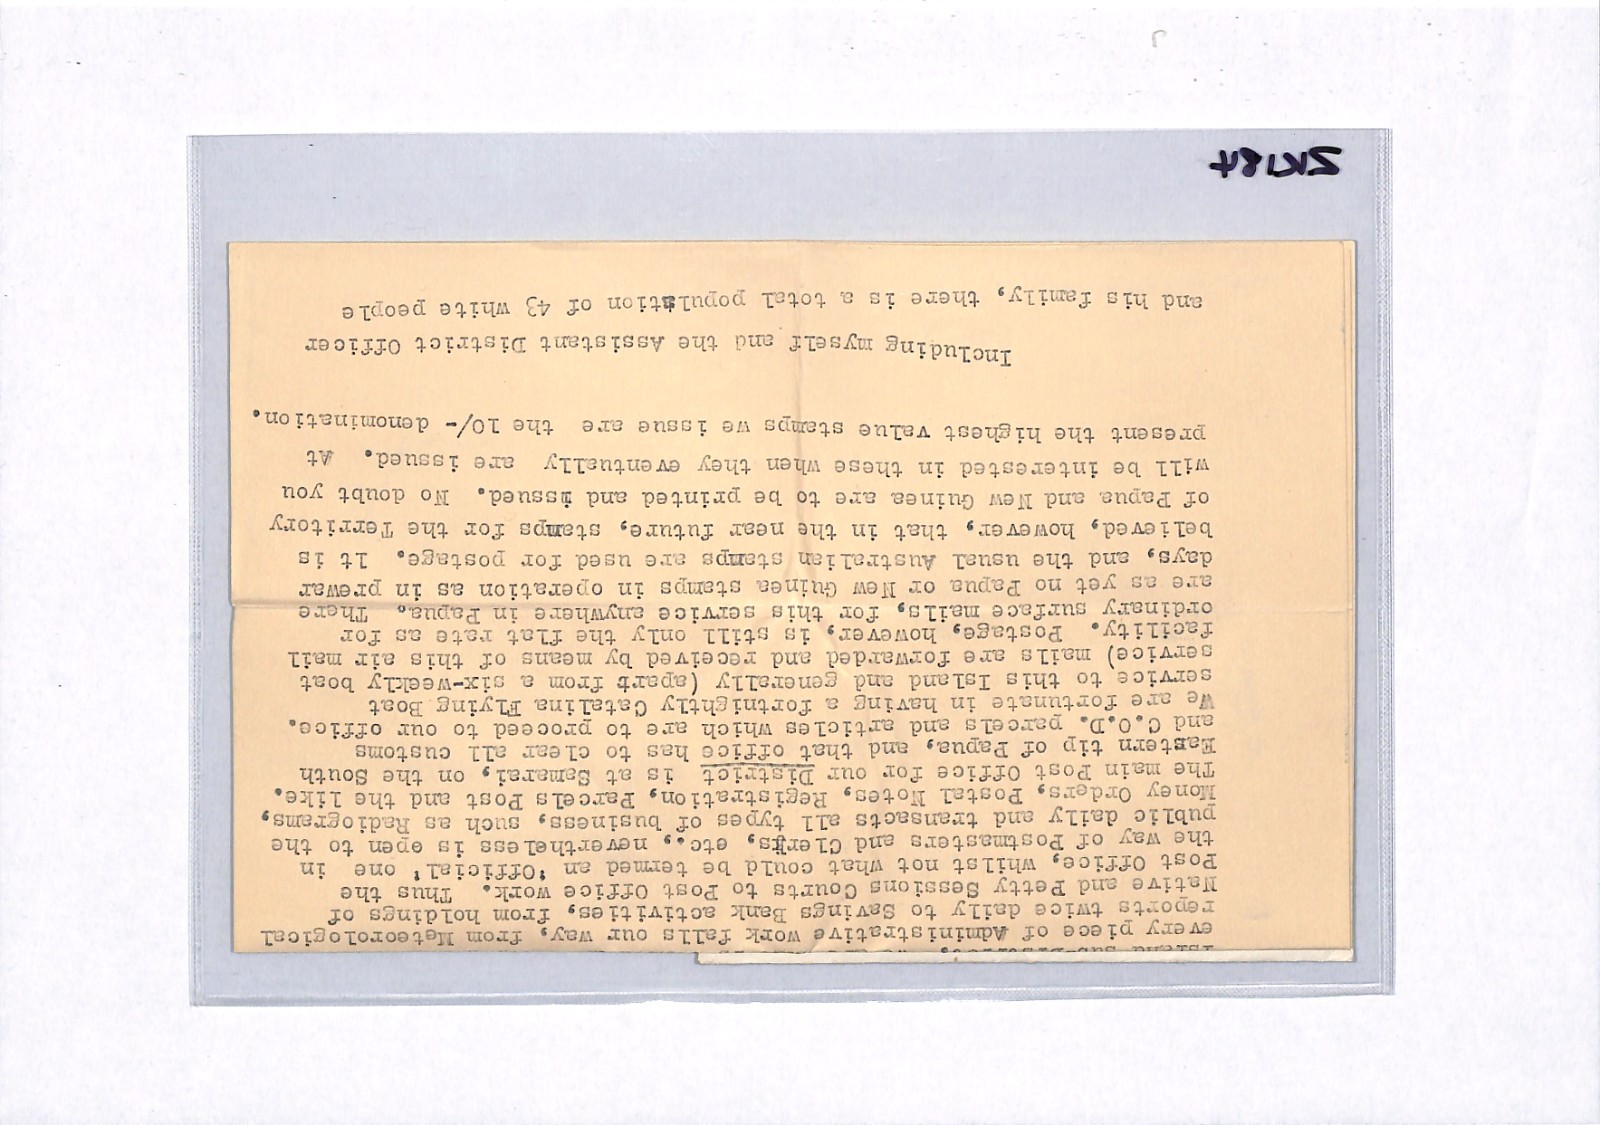 ZK184
Island Sub-District,
every piece of Administrative work falls our way, from Meteorological
reports twice daily to Savings Bank activities, from holdings of
Native and Petty Sessions Courts to Post Office work. Thus the
Post Office, whilst not what could be termed an 'Official' one in
the way of Postmasters and Clerks, etc., nevertheless is open to the
public daily and transacts all types of business, such as Radiograms,
Money Orders, Postal Notes, Registration, Parcels Post and the like.
The main Post Office for our District is at Samarai, on the South
Eastern tip of Papua, and that office has to clear all customs
and C.O.D. parcels and articles which are to proceed to our office.
We are fortunate in having a fortnightly Catalina Flying Boat
service to this Island and generally (apart from a six-weekly boat
service) mails are forwarded and received by means of this air mail
facility. Postage, however, is still only the flat rate as for
ordinary surface mails, for this service anywhere in Papua. There
are as yet no Papua or New Guinea stamps in operation as in prewar
days, and the usual Australian stamps are used for postage. It is
believed, however, that in the near future, stamps for the Territory
of Papua and New Guinea are to be printed and issued. No doubt you
will be interested in these when they eventually are issued. At
present the highest value stamps we issue are the 10/- denomination.
Including myself and the Assistant District Officer
and his family, there is a total population of 43 white people